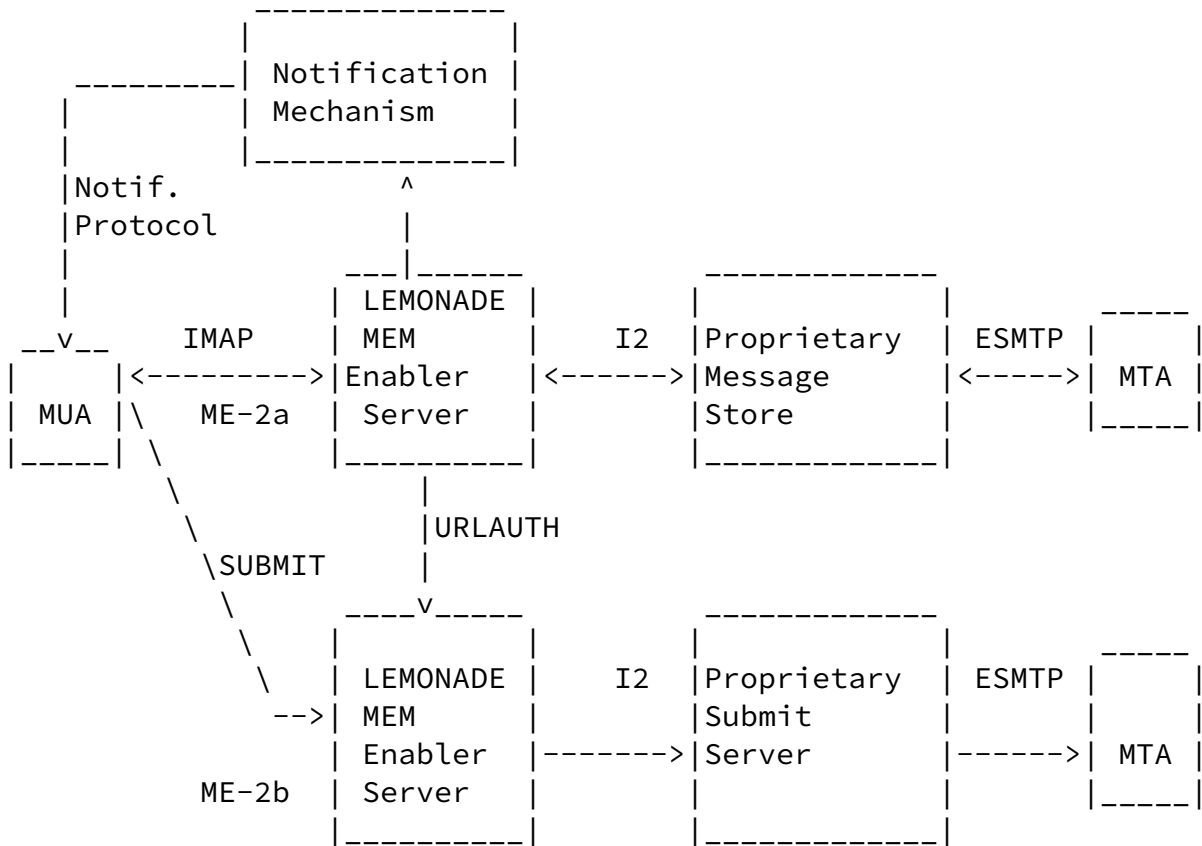 Notification
Mechanism
Notif.
Protocol
LEMONADE
IMAP MEM I2 Proprietary ESMTP
Enabler Message MTA
MUA ME-2a Server Store
URLAUTH
SUBMIT
LEMONADE I2 Proprietary ESMTP
MEM Submit
Enabler Server MTA
ME-2b Server